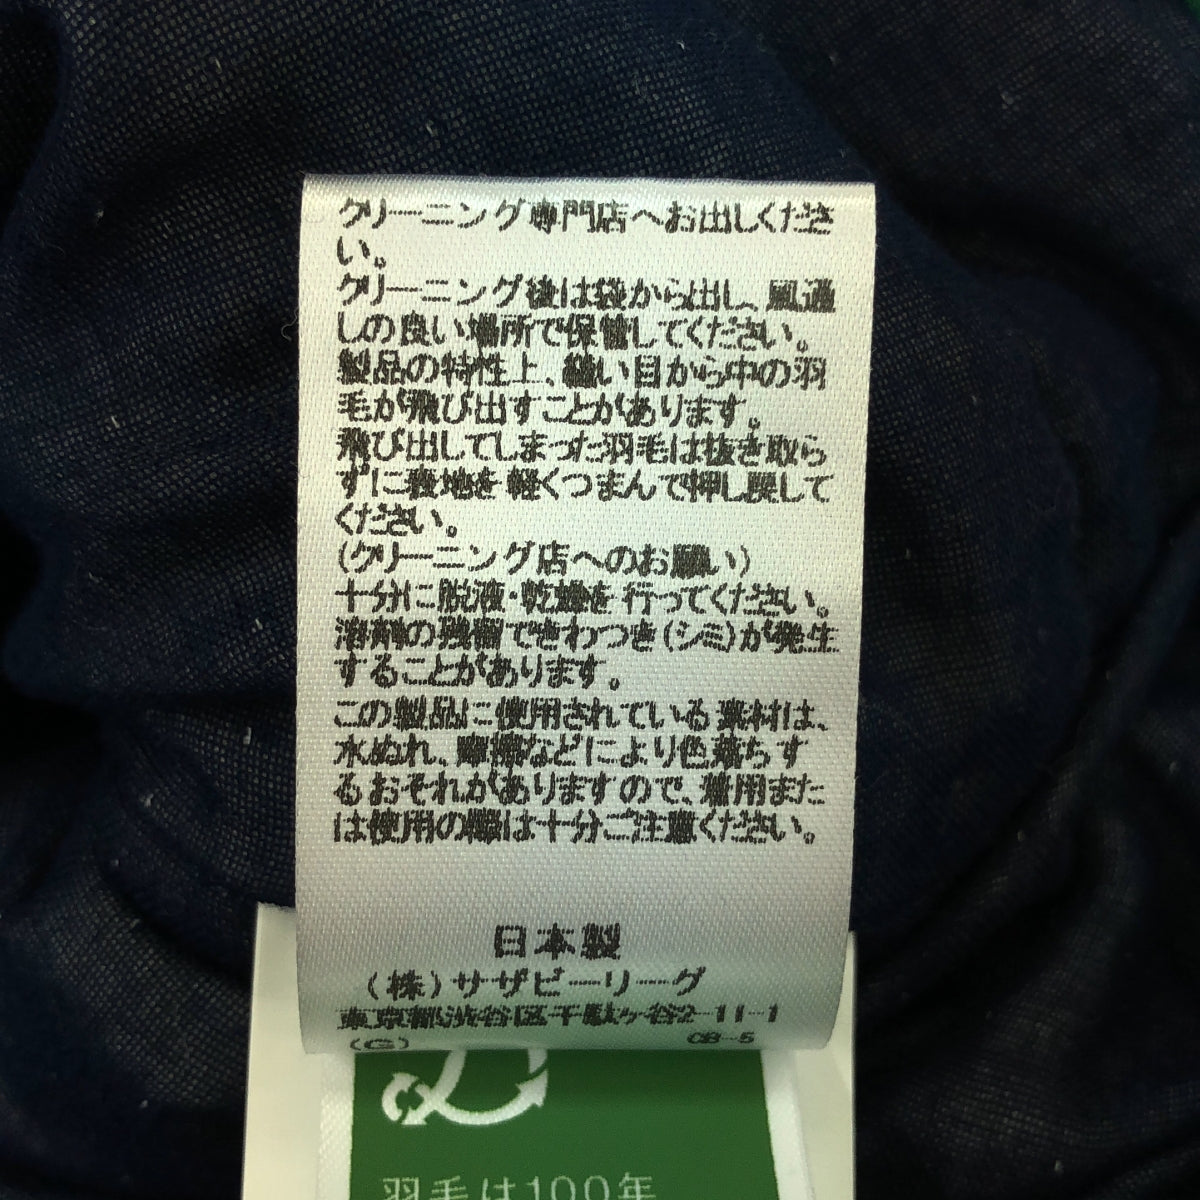 クリーニング専門店へお出しくださ
い。
クリーニング後は袋から出し、風通
しの良い場所で保管してください。
製品の特性上、縫い目から中の羽
毛が飛び出すことがあります。
飛び出してしまった羽毛は抜き取ら
ずに表地を軽くつまんで押し戻して
ください。
(クリーニング店へのお願い)
十分に脱液・乾燥を行ってください。
溶剤の残留できわつき(シミ)が発生
することがあります。
この製品に使用されている素材は、
水ぬれ、摩擦などにより色落ちす
るおそれがありますので、着用また
は使用の際は十分ご注意ください。
日本製
(株)サザビーリーグ
東京都渋谷区千駄ヶ谷2-11-1
(G) CB-5
羽毛は100年